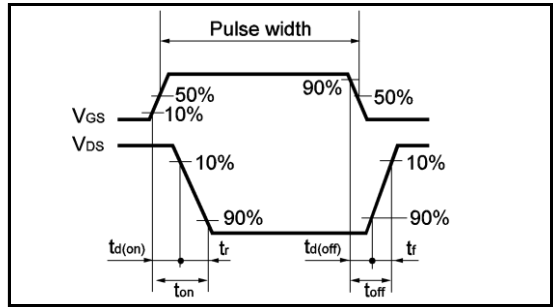 Pulse width
90%
50%
50%
10%
VGS
VDS
10%
10%
90%
90%
td(on)
tr
td(off)
tf
ton
toff